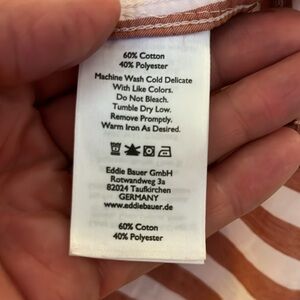 60% Cotton
40% Polyester
Machine Wash Cold Delicate
With Like Colors.
Do Not Bleach.
Tumble Dry Low.
Remove Promptly.
Warm Iron As Desired.
Eddie Bauer GmbH
Rotwandweg 3a
82024 Taufkirchen
GERMANY
www.eddiebauer.de
60% Cotton
40% Polyester